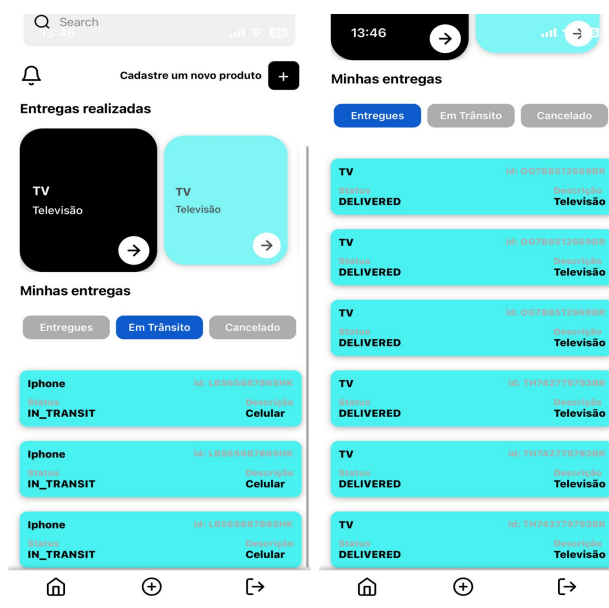 Search
13:46
Cadastre um novo produto +
Entregas realizadas
TV
Televisão
TV
Televisão
Minhas entregas
Entregues Em Trânsito Cancelado
Iphone id: LB565687865HK
Status Descrição
IN_TRANSIT Celular
Iphone id: LB565687865HK
Status Descrição
IN_TRANSIT Celular
Iphone id: LB565687865HK
Status Descrição
IN_TRANSIT Celular
13:46
Minhas entregas
Entregues Em Trânsito Cancelado
TV id: OG788512669BR
Status Descrição
DELIVERED Televisão
TV id: OG788512669BR
Status Descrição
DELIVERED Televisão
TV id: OG788512669BR
Status Descrição
DELIVERED Televisão
TV id: TH742779793BR
Status Descrição
DELIVERED Televisão
TV id: TH742779793BR
Status Descrição
DELIVERED Televisão
TV id: TH742779793BR
Status Descrição
DELIVERED Televisão